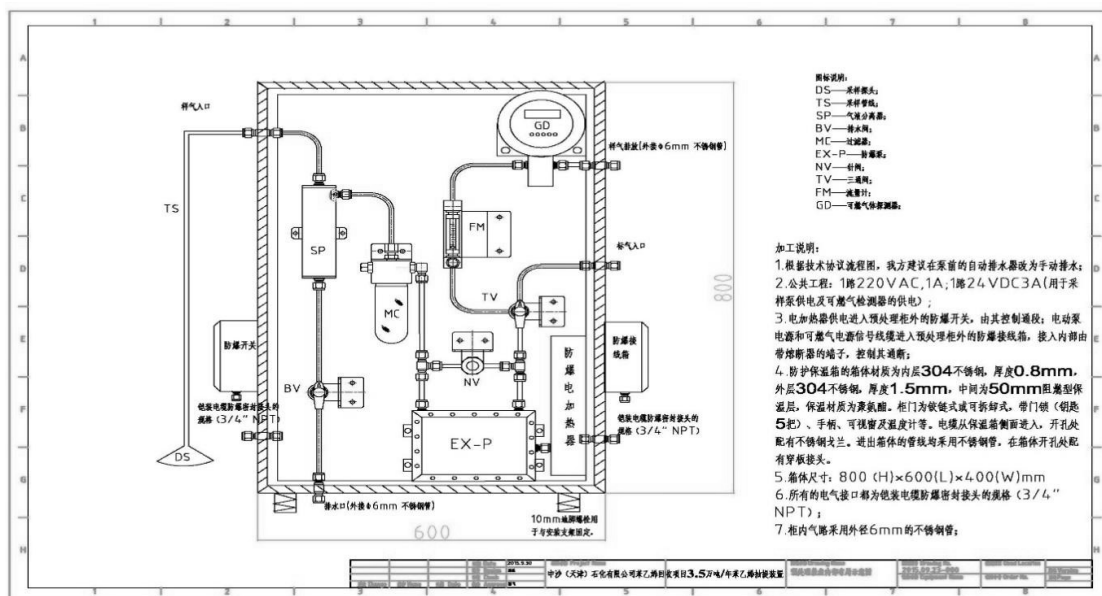 1 2 3 4 5 6 7 8
A
B
C
D
E
F
G
H
样气入口
TS
DS
SP
MC
BV
NV
TV
FM
GD
EX-P
防爆开关
铠装电缆防爆密封接头的
规格(3/4" NPT)
排水口(外接Φ6mm 不锈钢管)
样气排放(外接Φ6mm 不锈钢管)
标气入口
防爆接
线箱
防爆电加热器
铠装电缆防爆密封接头的
规格(3/4" NPT)
10mm地脚螺栓用
于与安装支架固定。
600
800
图标说明:
DS——采样探头;
TS——采样管线;
SP——气液分离器;
BV——排水阀;
MC——过滤器;
EX-P——防爆泵;
NV——针阀;
TV——三通阀;
FM——流量计;
GD——可燃气体探测器;
加工说明:
1.根据技术协议流程图,我方建议在泵前的自动排水器改为手动排水;
2.公共工程:1路220VAC,1A;1路24VDC3A(用于采
样泵供电及可燃气检测器的供电);
3.电加热器供电进入预处理柜外的防爆开关,由其控制通段;电动泵
电源和可燃气电源信号线缆进入预处理柜外的防爆接线箱,接入内部由
带熔断器的端子,控制其通断;
4.防护保温箱的箱体材质为内层304不锈钢,厚度0.8mm,
外层304不锈钢,厚度1.5mm,中间为50mm阻燃型保
温层,保温材质为聚氨酯。柜门为铰链式或可拆卸式,带门锁(钥匙
5把)、手柄、可视窗及温度计等。电缆从保温箱侧面进入,开孔处
配有不锈钢戈兰。进出箱体的管线均采用不锈钢管,在箱体开孔处配
有穿板接头。
5.箱体尺寸:800(H)×600(L)×400(W)mm
6.所有的电气接口都为铠装电缆防爆密封接头的规格(3/4"
NPT);
7.柜内气路采用外径6mm的不锈钢管;
2015.9.30
中沙(天津)石化有限公司苯乙烯回收项目3.5万吨/年苯乙烯抽提装置
1 2 3 4 5 6 7 8